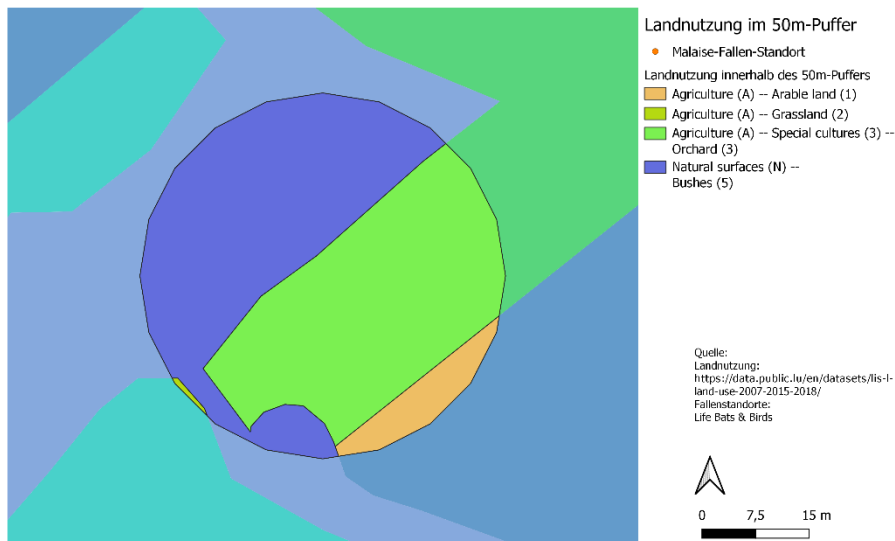 Landnutzung im 50m-Puffer
Malaise-Fallen-Standort
Landnutzung innerhalb des 50m-Puffers
Agriculture (A) -- Arable land (1)
Agriculture (A) -- Grassland (2)
Agriculture (A) -- Special cultures (3) --
Orchard (3)
Natural surfaces (N) --
Bushes (5)
Quelle:
Landnutzung:
https://data.public.lu/en/datasets/lis-l-
land-use-2007-2015-2018/
Fallenstandorte:
Life Bats & Birds
0 7,5 15 m